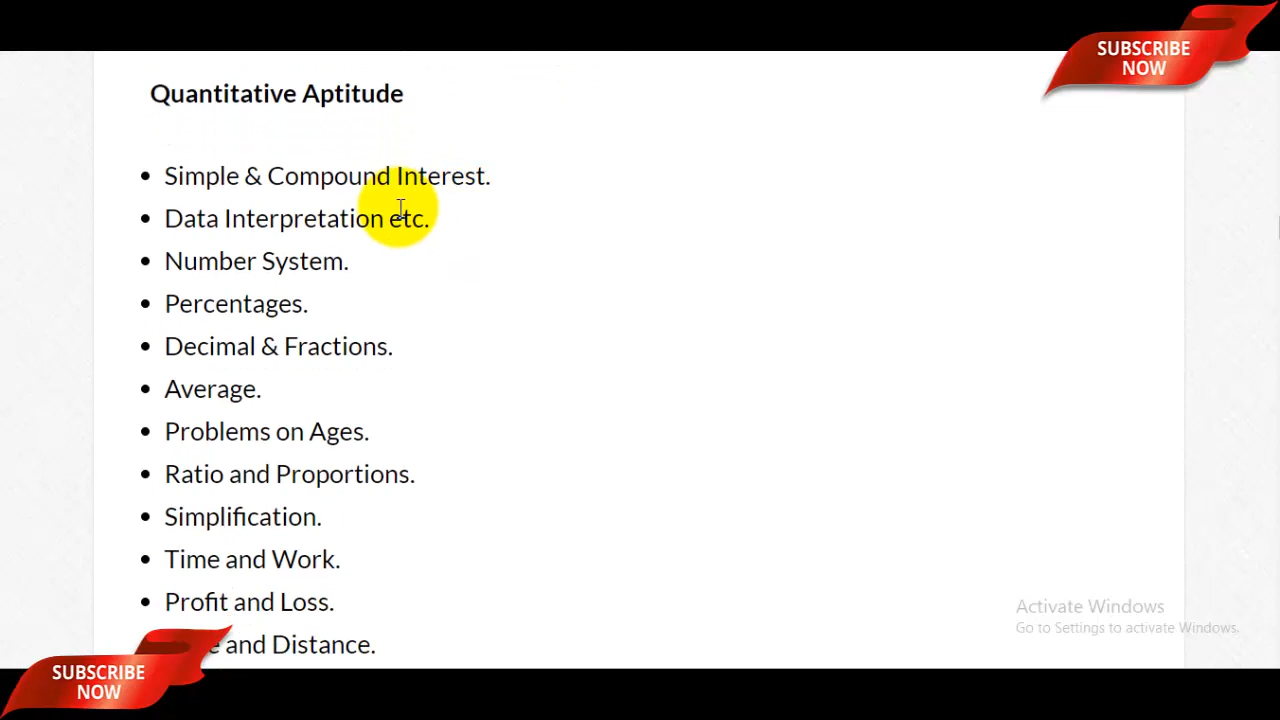 SUBSCRIBE
NOW
Quantitative Aptitude
Simple & Compound Interest.
Data Interpretation etc.
Number System.
Percentages.
Decimal & Fractions.
Average.
Problems on Ages.
Ratio and Proportions.
Simplification.
Time and Work.
Profit and Loss.
and Distance.
Activate Windows
Go to Settings to activate Windows.
SUBSCRIBE
NOW